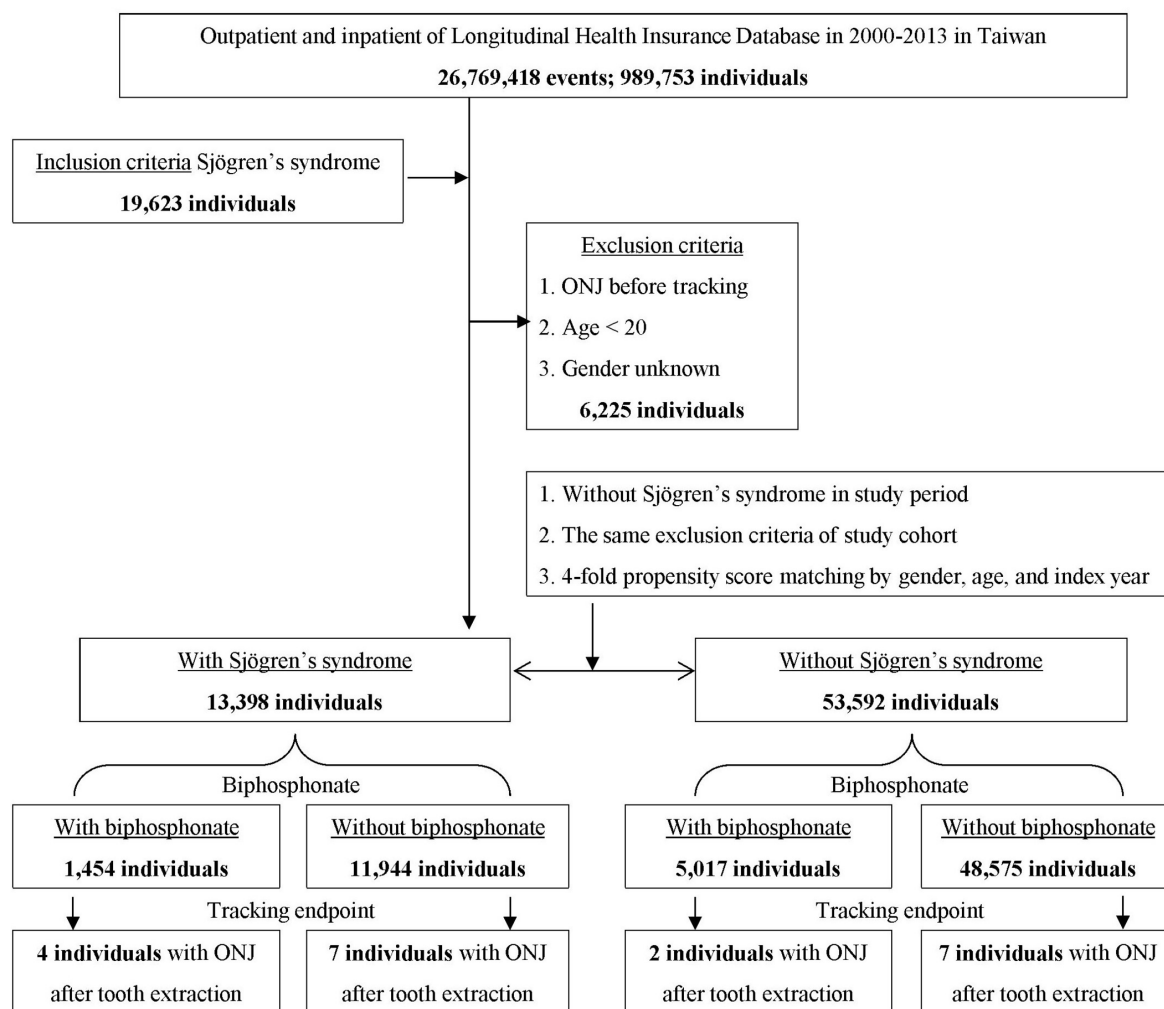 Outpatient and inpatient of Longitudinal Health Insurance Database in 2000-2013 in Taiwan
26,769,418 events; 989,753 individuals
Inclusion criteria Sjögren’s syndrome
19,623 individuals
Exclusion criteria
1. ONJ before tracking
2. Age < 20
3. Gender unknown
6,225 individuals
1. Without Sjögren’s syndrome in study period
2. The same exclusion criteria of study cohort
3. 4-fold propensity score matching by gender, age, and index year
With Sjögren’s syndrome
13,398 individuals
Without Sjögren’s syndrome
53,592 individuals
Biphosphonate
With biphosphonate
1,454 individuals
Without biphosphonate
11,944 individuals
Biphosphonate
With biphosphonate
5,017 individuals
Without biphosphonate
48,575 individuals
Tracking endpoint
4 individuals with ONJ
after tooth extraction
7 individuals with ONJ
after tooth extraction
Tracking endpoint
2 individuals with ONJ
after tooth extraction
7 individuals with ONJ
after tooth extraction